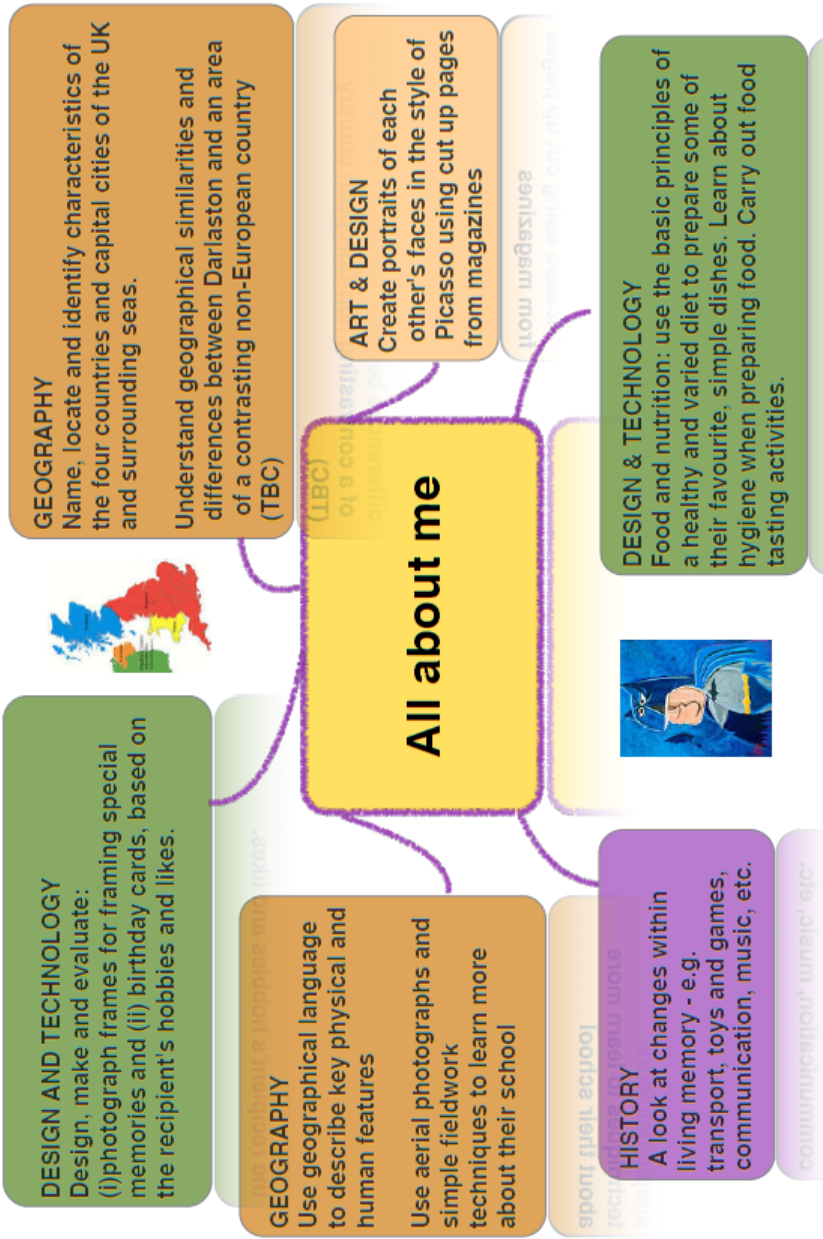 DESIGN AND TECHNOLOGY
Design, make and evaluate:
(i)photograph frames for framing special
memories and (ii) birthday cards, based on
the recipient's hobbies and likes.
GEOGRAPHY
Name, locate and identify characteristics of
the four countries and capital cities of the UK
and surrounding seas.
Understand geographical similarities and
differences between Darlaston and an area
of a contrasting non-European country
(TBC)
GEOGRAPHY
Use geographical language
to describe key physical and
human features
Use aerial photographs and
simple fieldwork
techniques to learn more
about their school
All about me
ART & DESIGN
Create portraits of each
other's faces in the style of
Picasso using cut up pages
from magazines
HISTORY
A look at changes within
living memory - e.g.
transport, toys and games,
communication, music, etc.
DESIGN & TECHNOLOGY
Food and nutrition: use the basic principles of
a healthy and varied diet to prepare some of
their favourite, simple dishes. Learn about
hygiene when preparing food. Carry out food
tasting activities.